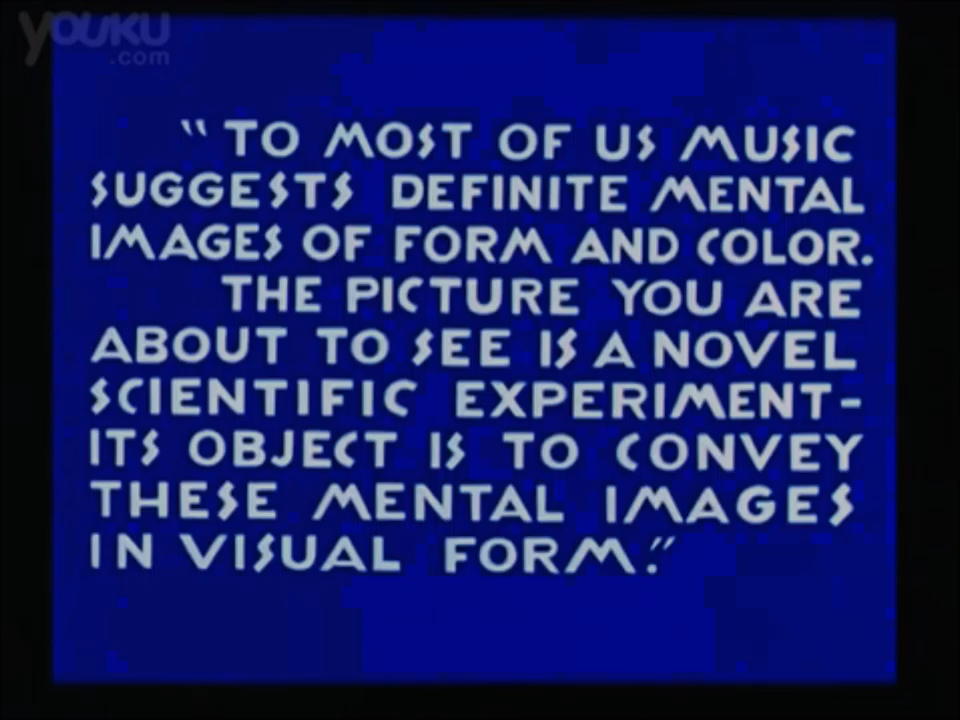 youku
.com
“TO MOST OF US MUSIC
SUGGESTS DEFINITE MENTAL
IMAGES OF FORM AND COLOR.
THE PICTURE YOU ARE
ABOUT TO SEE IS A NOVEL
SCIENTIFIC EXPERIMENT-
ITS OBJECT IS TO CONVEY
THESE MENTAL IMAGES
IN VISUAL FORM.”